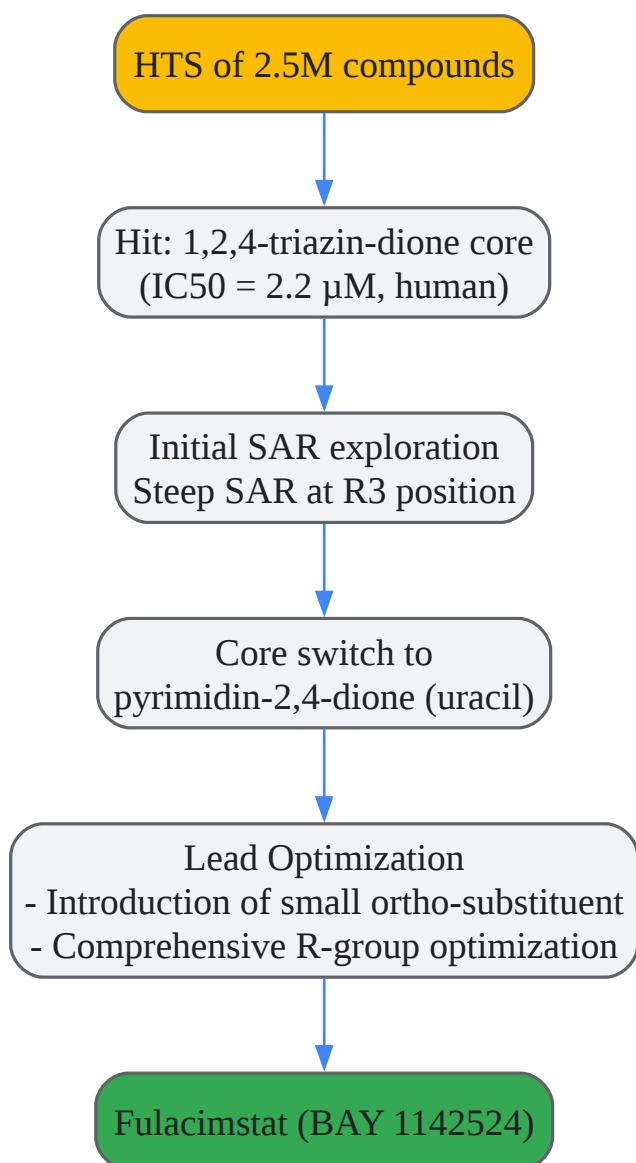 HTS of 2.5M compounds
Hit: 1,2,4-triazin-dione core
(IC50 = 2.2 µM, human)
Initial SAR exploration
Steep SAR at R3 position
Core switch to
pyrimidin-2,4-dione (uracil)
Lead Optimization
- Introduction of small ortho-substituent
- Comprehensive R-group optimization
Fulacimstat (BAY 1142524)